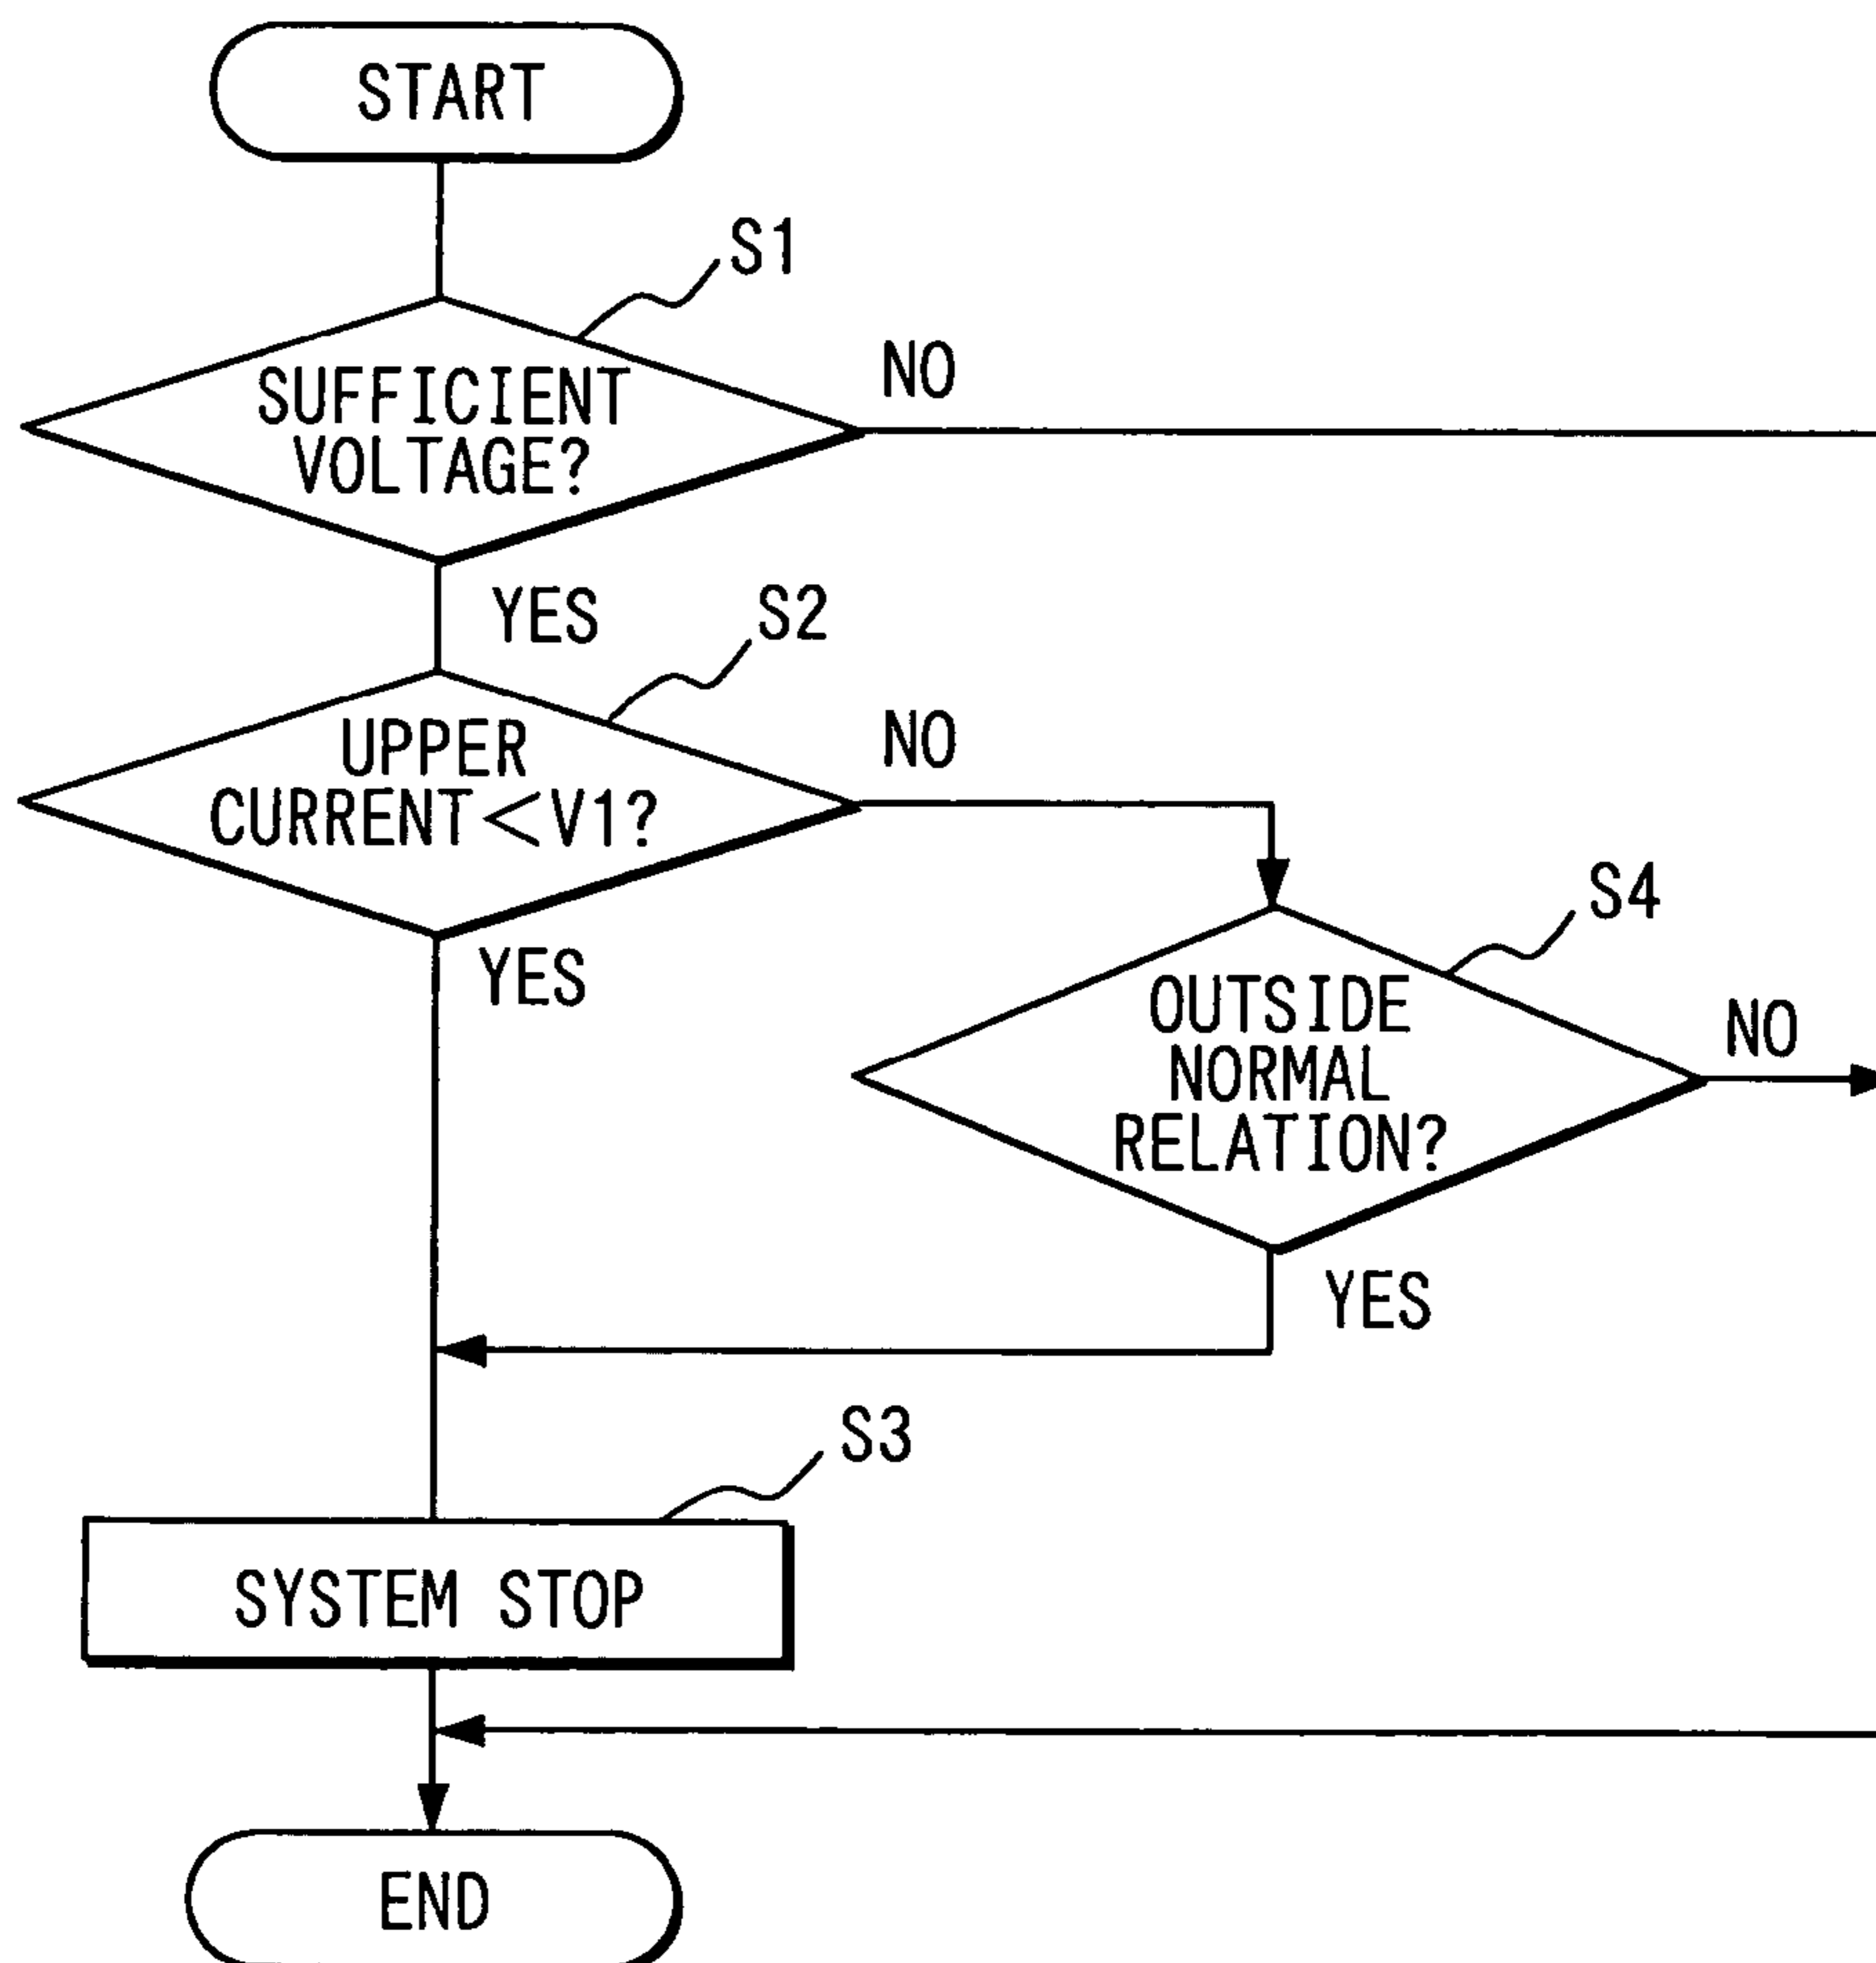 START
S1
SUFFICIENT
VOLTAGE?
NO
YES
S2
UPPER
CURRENT<V1?
NO
YES
S4
OUTSIDE
NORMAL
RELATION?
NO
YES
S3
SYSTEM STOP
END